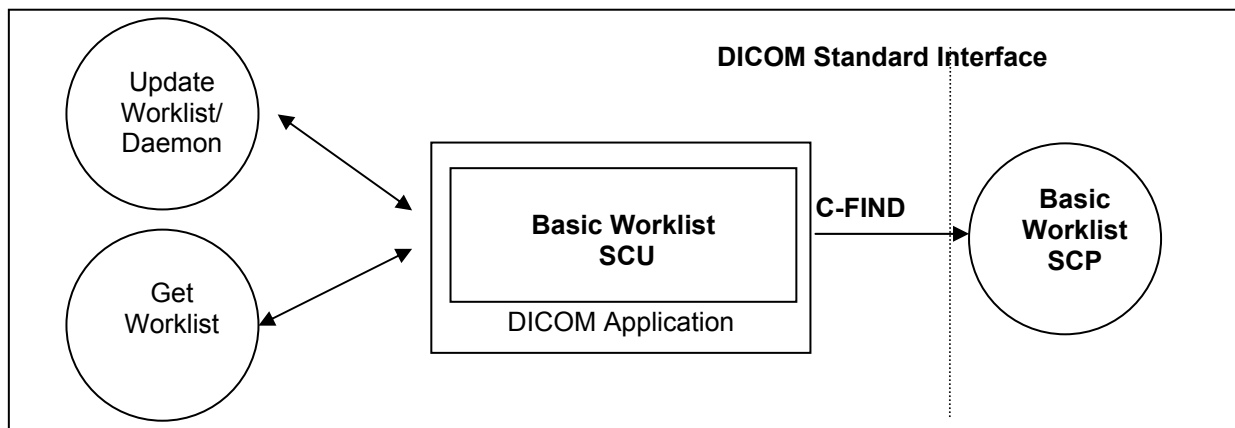 DICOM Standard Interface
Update
Worklist/
Daemon
Basic Worklist
SCU
DICOM Application
C-FIND
Basic
Worklist
SCP
Get
Worklist